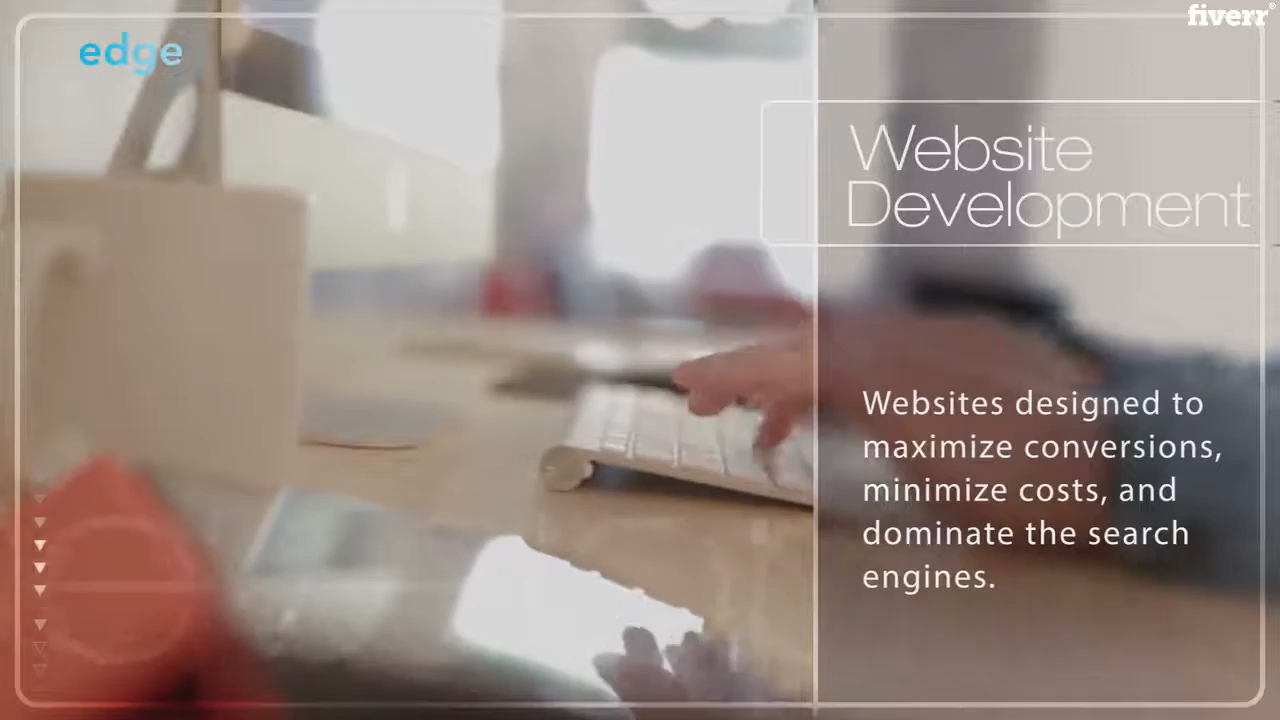 fiverr®
edge
Website
Development
Websites designed to
maximize conversions,
minimize costs, and
dominate the search
engines.